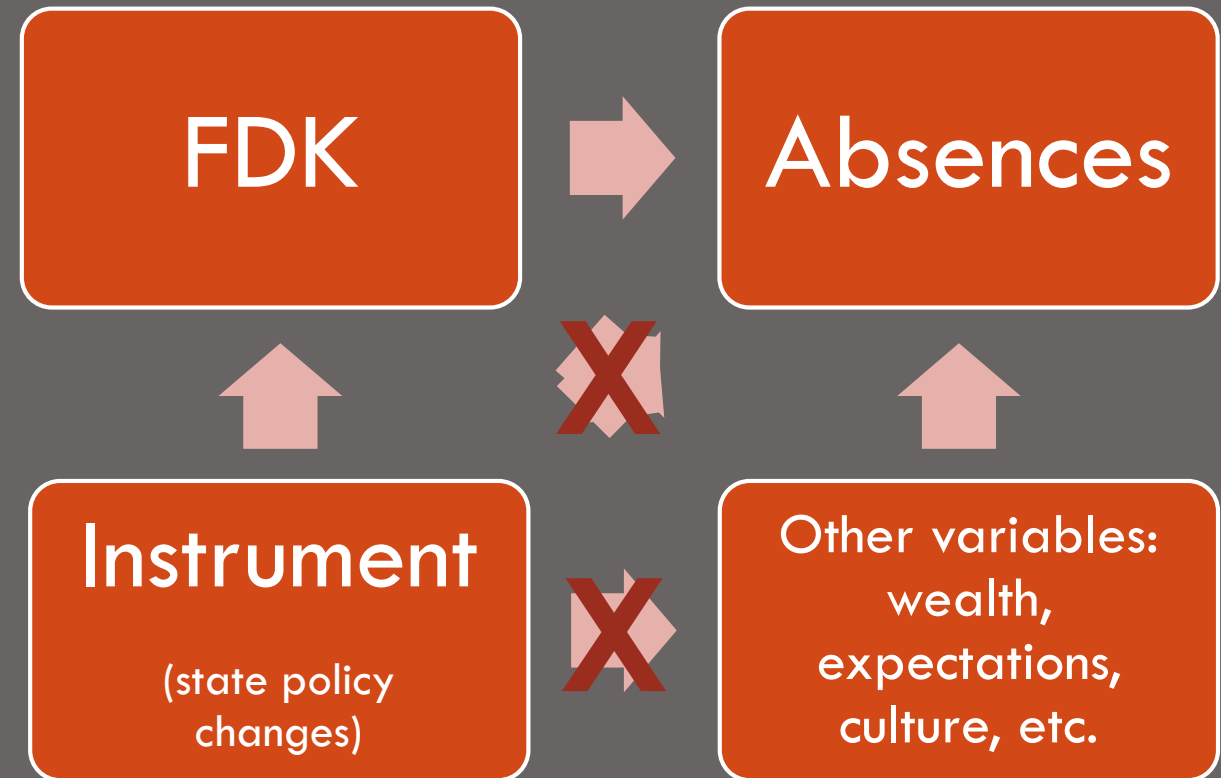 FDK
Absences
X
Instrument
(state policy
changes)
X
Other variables:
wealth,
expectations,
culture, etc.